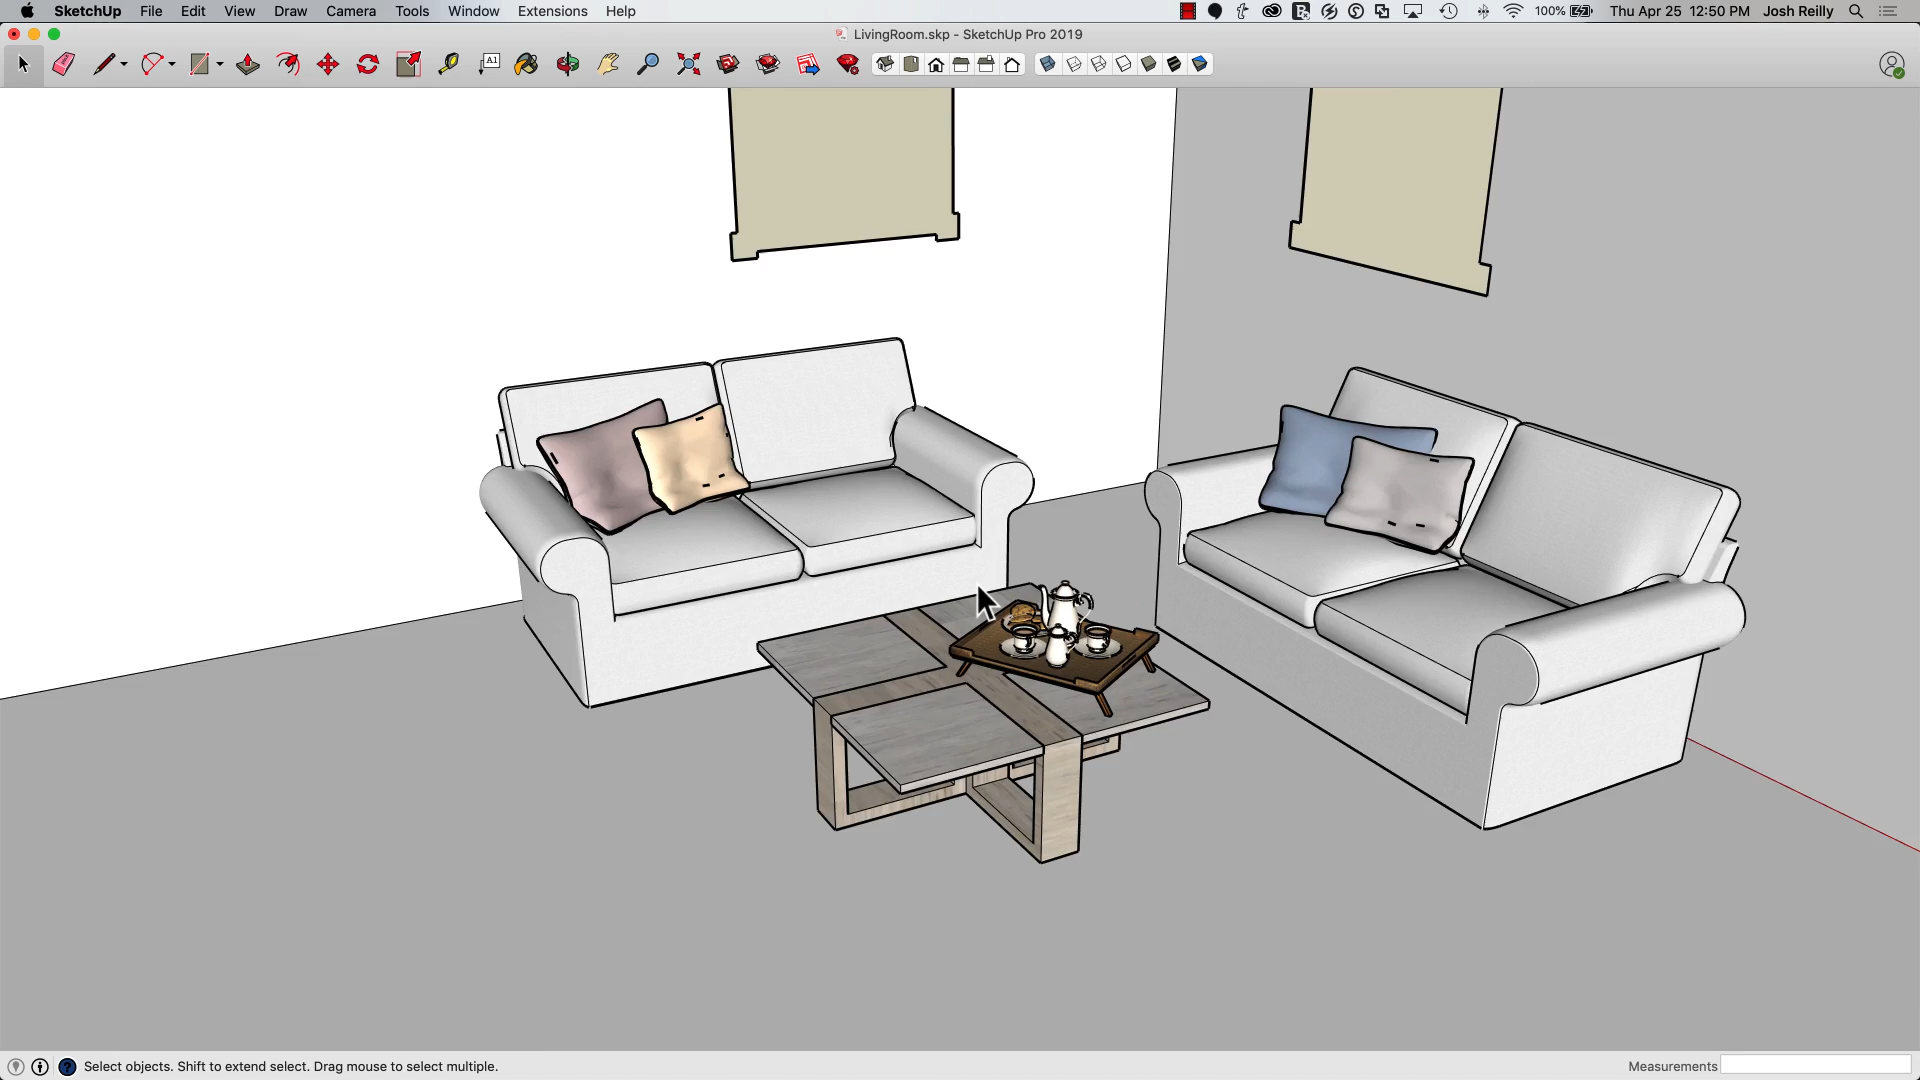 SketchUp File Edit View Draw Camera Tools Window Extensions Help 100% Thu Apr 25 12:50 PM Josh Reilly
LivingRoom.skp - SketchUp Pro 2019
A1
Select objects. Shift to extend select. Drag mouse to select multiple. Measurements